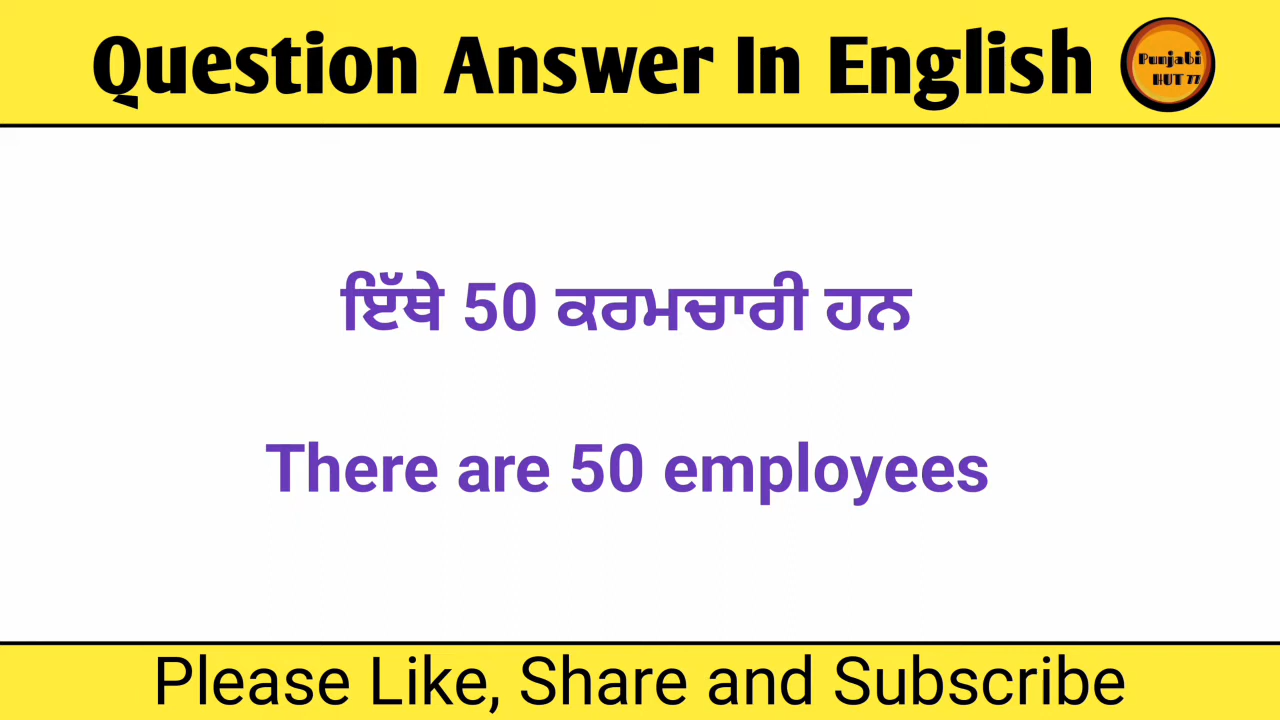 Question Answer In English
Punjabi
HUT 77
ਇੱਥੇ 50 ਕਰਮਚਾਰੀ ਹਨ
There are 50 employees
Please Like, Share and Subscribe